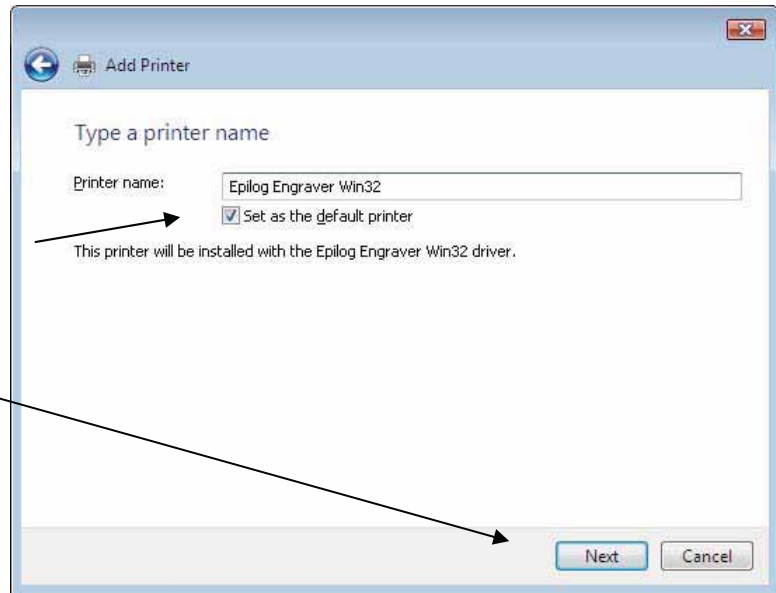 Add Printer
Type a printer name
Printer name: Epilog Engraver Win32
Set as the default printer
This printer will be installed with the Epilog Engraver Win32 driver.
Next Cancel